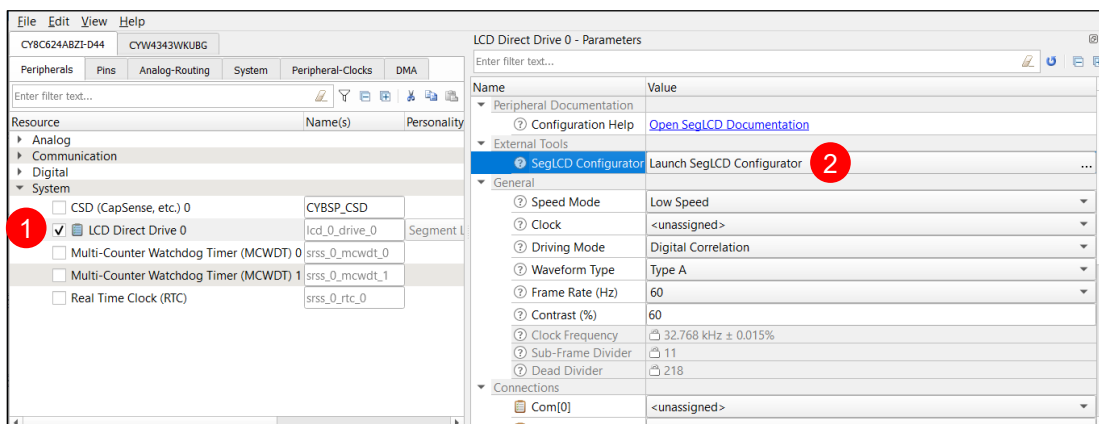 File Edit View Help
CY8C624ABZI-D44 CYW4343WKUBG
Peripherals Pins Analog-Routing System Peripheral-Clocks DMA
Enter filter text...
Resource Name(s) Personality
Analog
Communication
Digital
System
CSD (CapSense, etc.) 0 CYBSP_CSD
1 LCD Direct Drive 0 lcd_0_drive_0 Segment L
Multi-Counter Watchdog Timer (MCWDT) 0 srss_0_mcwdt_0
Multi-Counter Watchdog Timer (MCWDT) 1 srss_0_mcwdt_1
Real Time Clock (RTC) srss_0_rtc_0
LCD Direct Drive 0 - Parameters
Enter filter text...
Name Value
Peripheral Documentation
Configuration Help Open SegLCD Documentation
External Tools
SegLCD Configurator Launch SegLCD Configurator 2 ...
General
Speed Mode Low Speed
Clock <unassigned>
Driving Mode Digital Correlation
Waveform Type Type A
Frame Rate (Hz) 60
Contrast (%) 60
Clock Frequency 32.768 kHz ± 0.015%
Sub-Frame Divider 11
Dead Divider 218
Connections
Com[0] <unassigned>